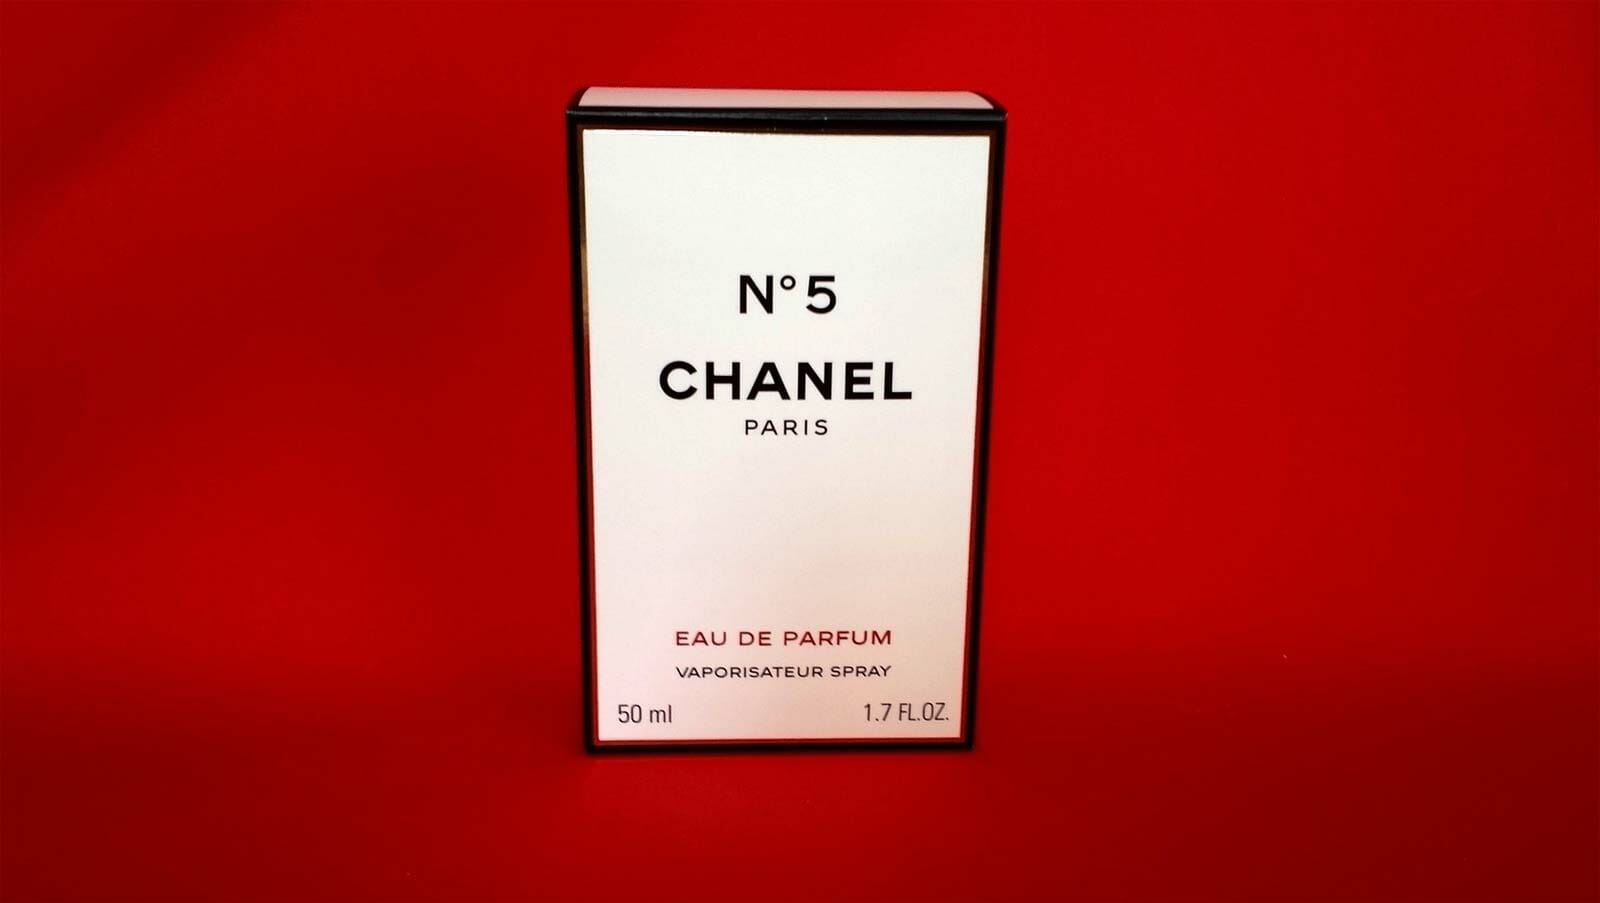 N°5
CHANEL
PARIS
EAU DE PARFUM
VAPORISATEUR SPRAY
50 ml 1.7 FL.OZ.